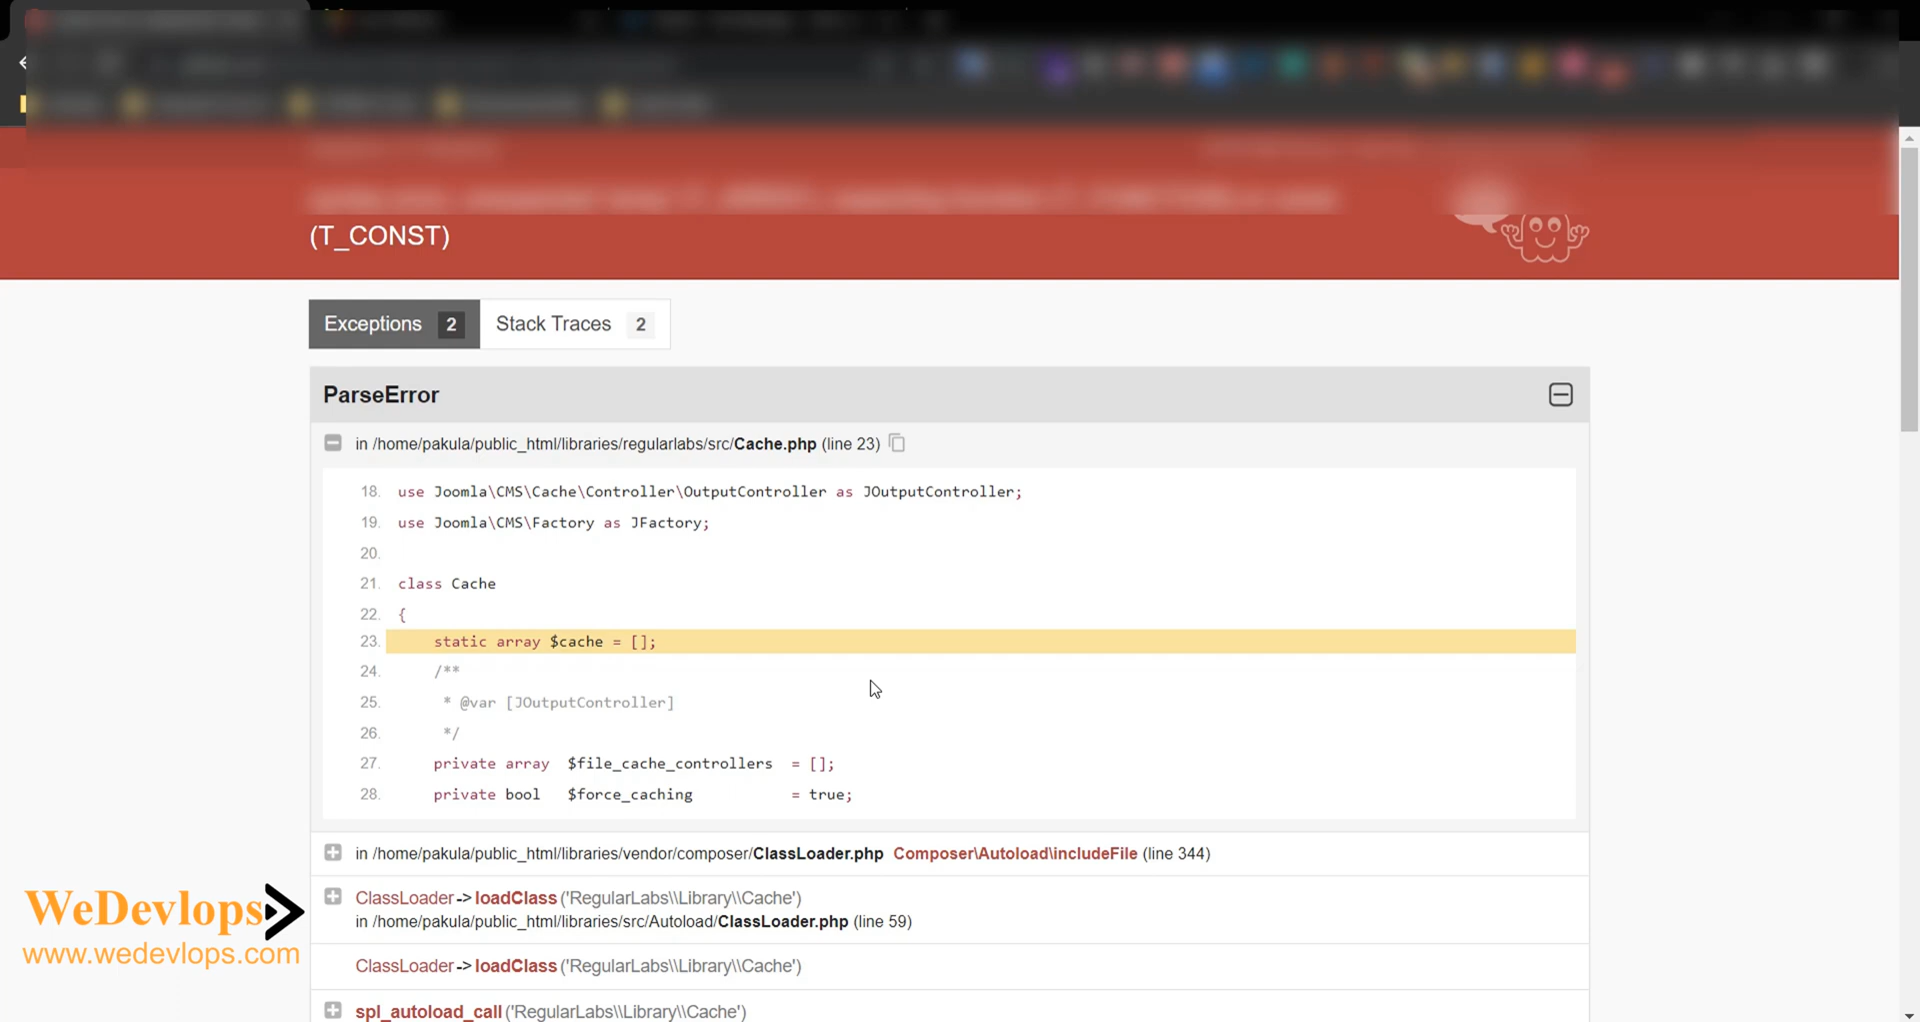 (T_CONST)
Exceptions 2 Stack Traces 2
ParseError
in /home/pakula/public_html/libraries/regularlabs/src/Cache.php (line 23)
18. use Joomla\CMS\Cache\Controller\OutputController as JOutputController;
19. use Joomla\CMS\Factory as JFactory;
20.
21. class Cache
22. {
23. static array $cache = [];
24. /**
25. * @var [JOutputController]
26. */
27. private array $file_cache_controllers = [];
28. private bool $force_caching = true;
in /home/pakula/public_html/libraries/vendor/composer/ClassLoader.php Composer\Autoload\includeFile (line 344)
ClassLoader->loadClass('RegularLabs\\Library\\Cache')
in /home/pakula/public_html/libraries/src/Autoload/ClassLoader.php (line 59)
ClassLoader->loadClass('RegularLabs\\Library\\Cache')
spl_autoload_call('RegularLabs\\Library\\Cache')
WeDevlops
www.wedevlops.com